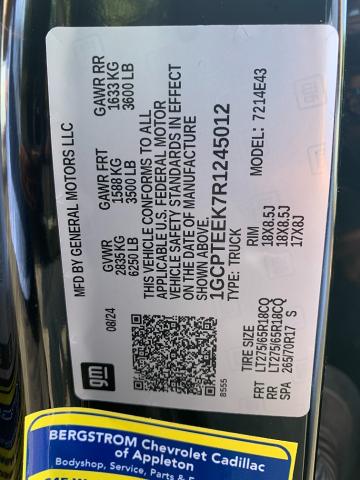 MFD BY GENERAL MOTORS LLC
08/24
GVWR
2835 KG
6250 LB
GAWR FRT
1588 KG
3500 LB
GAWR RR
1633 KG
3600 LB
THIS VEHICLE CONFORMS TO ALL
APPLICABLE U.S. FEDERAL MOTOR
VEHICLE SAFETY STANDARDS IN EFFECT
ON THE DATE OF MANUFACTURE
SHOWN ABOVE.
1GCPTEEK7R1245012
TYPE: TRUCK
MODEL: 7214E43
gm
8555
TIRE SIZE
RIM
FRT LT275/65R18CQ 18X8.5J
RR LT275/65R18CQ 18X8.5J
SPA 265/70R17 S 17X8J
BERGSTROM Chevrolet Cadillac
of Appleton
Bodyshop, Service, Parts &